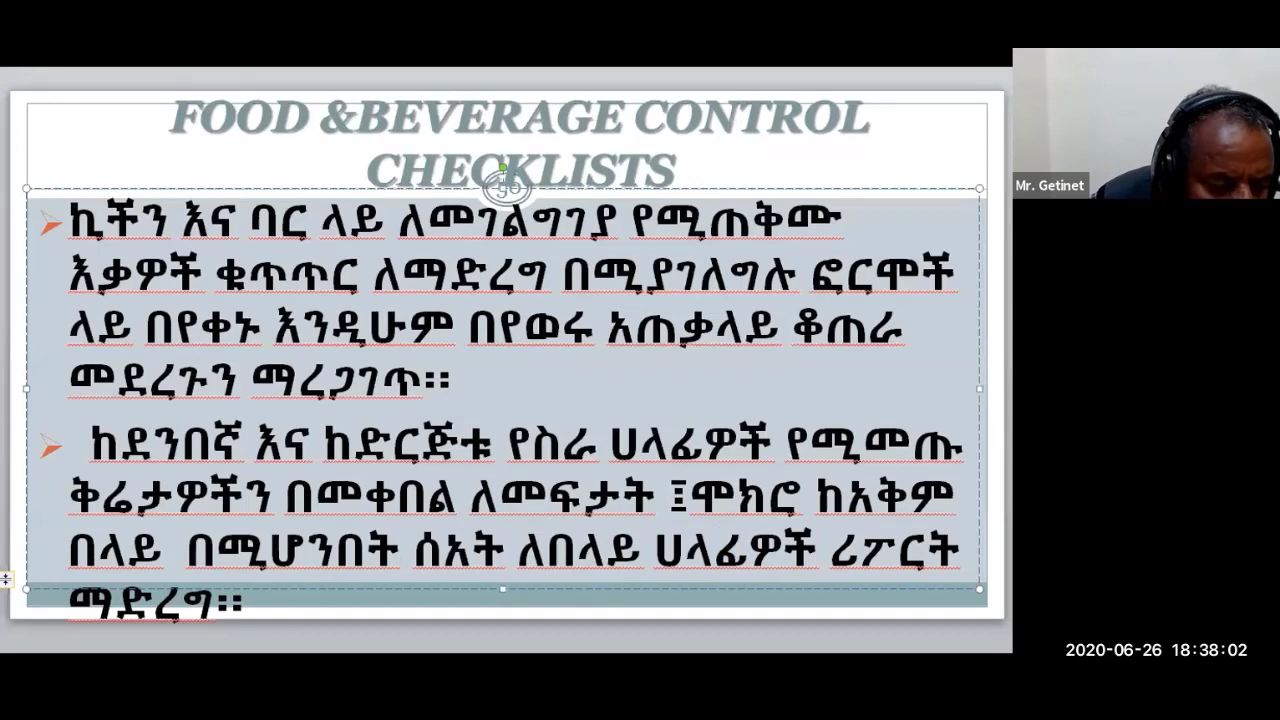 FOOD &BEVERAGE CONTROL
CHECKLISTS
90
ኪችን እና ባር ላይ ለመገልግገያ የሚጠቅሙ
እቃዎች ቁጥጥር ለማድረግ በሚያገለግሉ ፎርሞች
ላይ በየቀኑ እንዲሁም በየወሩ አጠቃላይ ቆጠራ
መደረጉን ማረጋገጥ፡፡
ከደንበኛ እና ከድርጅቱ የስራ ሀላፊዎች የሚመጡ
ቅሬታዎችን በመቀበል ለመፍታት ፤ሞክሮ ከአቅም
በላይ በሚሆንበት ሰአት ለበላይ ሀላፊዎች ሪፖርት
ማድረግ፡፡
Mr. Getinet
2020-06-26 18:38:02